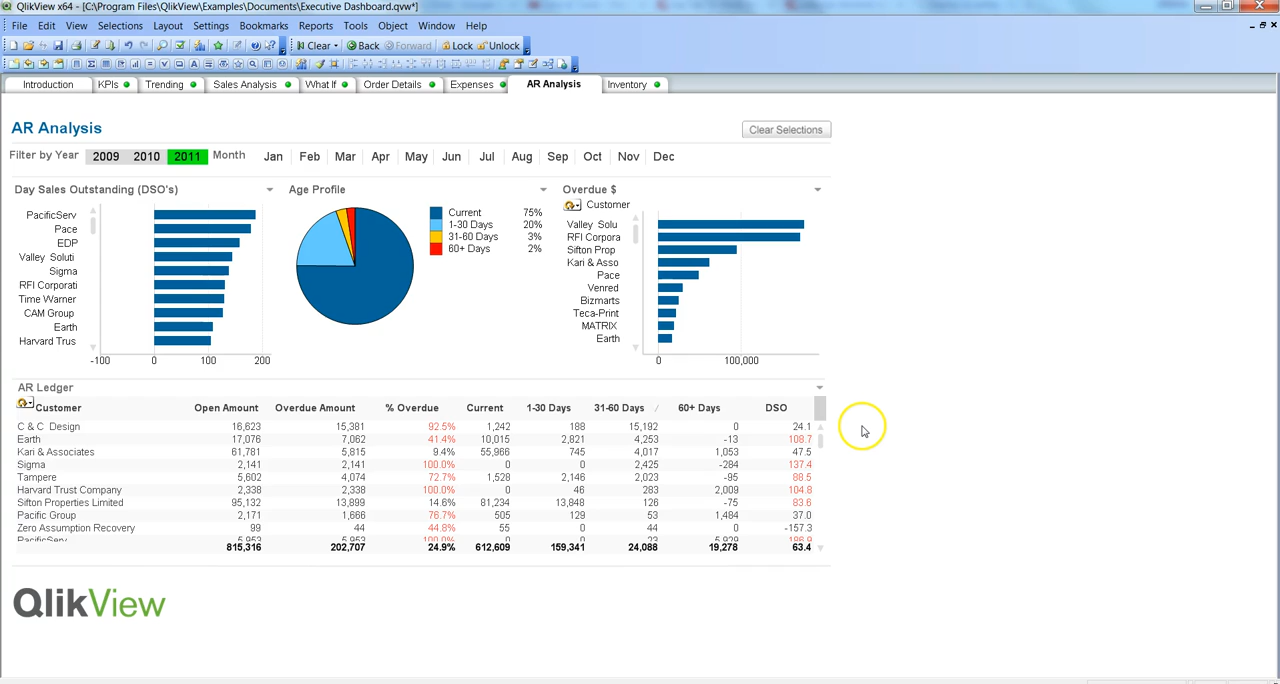 QlikView x64 - [C:\Program Files\QlikView\Examples\Documents\Executive Dashboard.qvw*]
File Edit View Selections Layout Settings Bookmarks Reports Tools Object Window Help
Clear Back Forward Lock Unlock
Introduction KPIs Trending Sales Analysis What If Order Details Expenses AR Analysis Inventory
AR Analysis
Clear Selections
Filter by Year 2009 2010 2011 Month Jan Feb Mar Apr May Jun Jul Aug Sep Oct Nov Dec
Day Sales Outstanding (DSO's)
PacificServ
Pace
EDP
Valley Soluti
Sigma
RFI Corporati
Time Warner
CAM Group
Earth
Harvard Trus
-100 0 100 200
Age Profile
Current 75%
1-30 Days 20%
31-60 Days 3%
60+ Days 2%
Overdue $
Customer
Valley Solu
RFI Corpora
Sifton Prop
Kari & Asso
Pace
Venred
Bizmarts
Teca-Print
MATRIX
Earth
0 100,000
AR Ledger
Customer Open Amount Overdue Amount % Overdue Current 1-30 Days 31-60 Days / 60+ Days DSO
C & C Design 16,623 15,381 92.5% 1,242 188 15,192 0 24.1
Earth 17,076 7,062 41.4% 10,015 2,821 4,253 -13 108.7
Kari & Associates 61,781 5,815 9.4% 55,966 745 4,017 1,053 47.5
Sigma 2,141 2,141 100.0% 0 0 2,425 -284 137.4
Tampere 5,602 4,074 72.7% 1,528 2,146 2,023 -95 88.5
Harvard Trust Company 2,338 2,338 100.0% 0 46 283 2,009 104.8
Sifton Properties Limited 95,132 13,899 14.6% 81,234 13,848 126 -75 83.6
Pacific Group 2,171 1,666 76.7% 505 129 53 1,484 37.0
Zero Assumption Recovery 99 44 44.8% 55 0 44 0 -157.3
PacificServ 5,953 5,953 100.0% 0 0 23 5,929 186.9
815,316 202,707 24.9% 612,609 159,341 24,088 19,278 63.4
QlikView